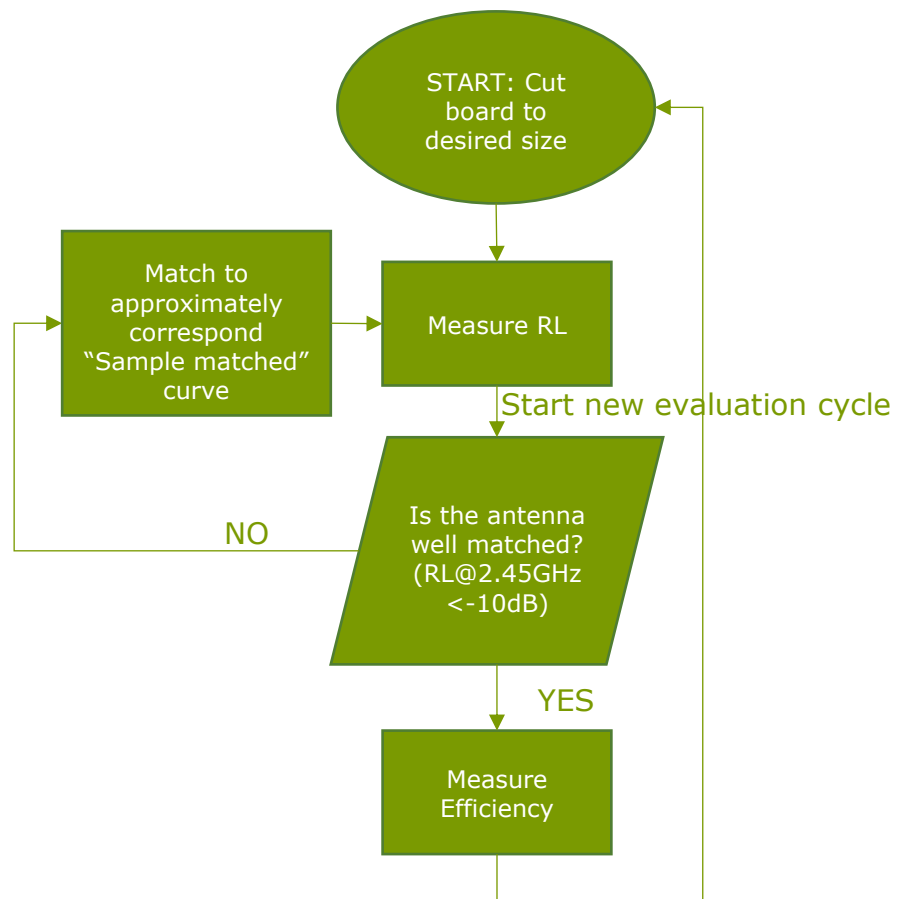 START: Cut
board to
desired size
Match to
approximately
correspond
“Sample matched”
curve
Measure RL
Start new evaluation cycle
Is the antenna
well matched?
(RL@2.45GHz
<-10dB)
NO
YES
Measure
Efficiency